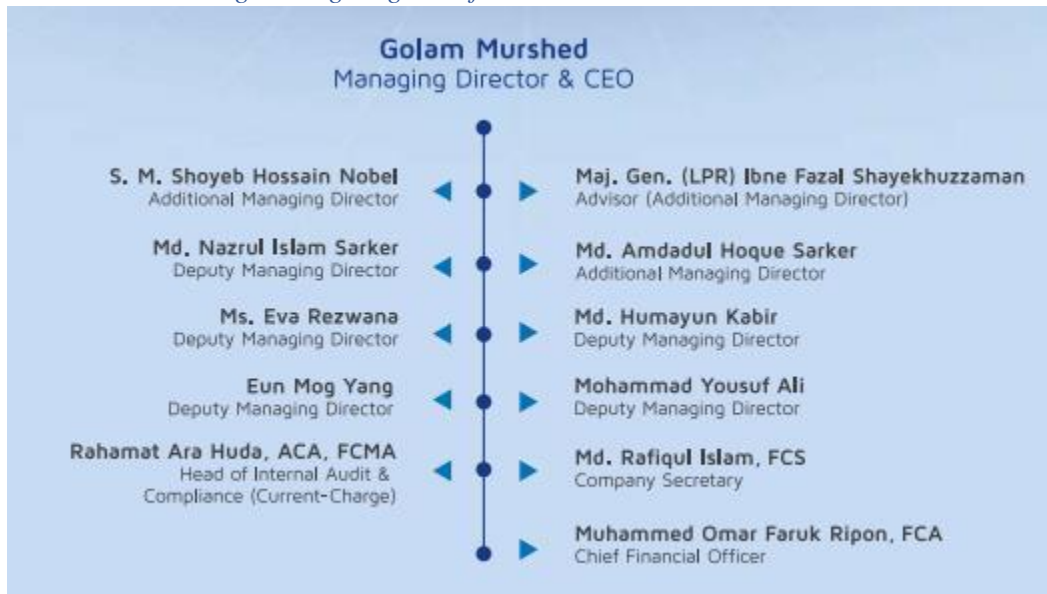 Golam Murshed
Managing Director & CEO
S. M. Shoyeb Hossain Nobel
Additional Managing Director
Maj. Gen. (LPR) Ibne Fazal Shayekhuzzaman
Advisor (Additional Managing Director)
Md. Nazrul Islam Sarker
Deputy Managing Director
Md. Amdadul Hoque Sarker
Additional Managing Director
Ms. Eva Rezwana
Deputy Managing Director
Md. Humayun Kabir
Deputy Managing Director
Eun Mog Yang
Deputy Managing Director
Mohammad Yousuf Ali
Deputy Managing Director
Rahamat Ara Huda, ACA, FCMA
Head of Internal Audit &
Compliance (Current-Charge)
Md. Rafiqul Islam, FCS
Company Secretary
Muhammed Omar Faruk Ripon, FCA
Chief Financial Officer